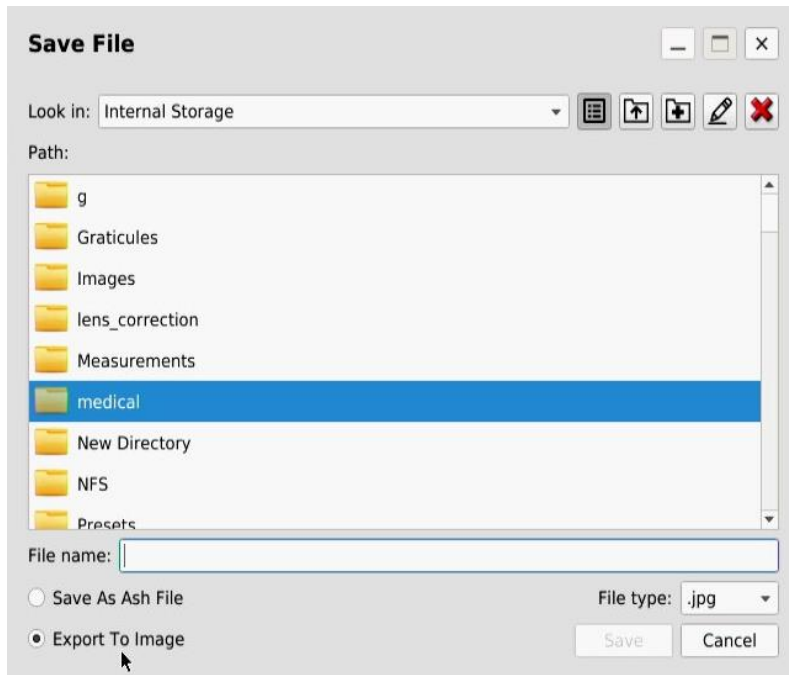 Save File
Look in: Internal Storage
Path:
g
Graticules
Images
lens_correction
Measurements
medical
New Directory
NFS
Presets
File name:
Save As Ash File
File type: .jpg
Export To Image
Save Cancel